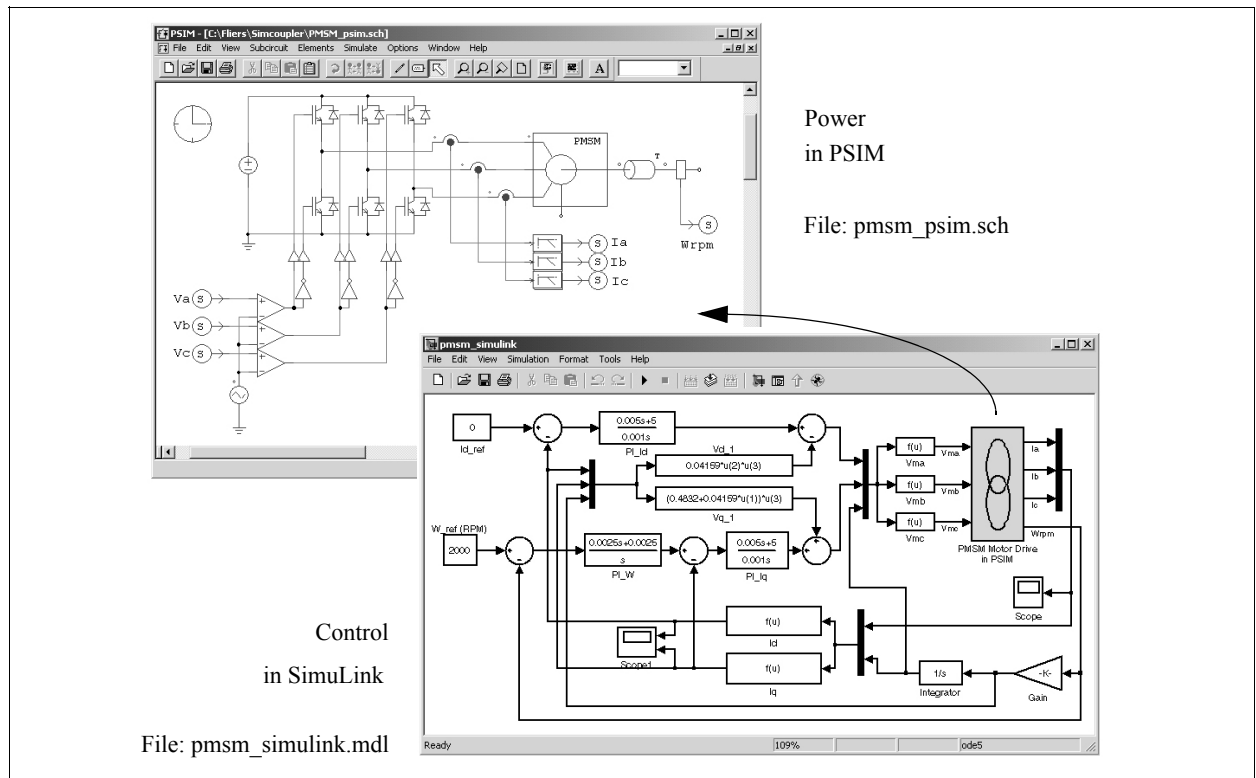 PSIM - [C:\Fliers\Simcoupler\PMSM_psim.sch]
File Edit View Subcircuit Elements Simulate Options Window Help
A
PMSM
T
S
Wrpm
S Ia
S Ib
S Ic
Va S
Vb S
Vc S
Power
in PSIM
File: pmsm_psim.sch
pmsm_simulink
File Edit View Simulation Format Tools Help
0
Id_ref
0.005s+5
0.001s
PI_Id
Vd_1
0.04159*u(2)*u(3)
(0.4832+0.04159*u(1))*u(3)
Vq_1
W_ref (RPM)
2000
0.0025s+0.0025
s
PI_W
0.005s+5
0.001s
PI_Iq
f(u)
Vma
Vma
f(u)
Vmb
Vmb
f(u)
Vmc
Vmc
Ia
Ib
Ic
Wrpm
PMSM Motor Drive
in PSIM
Scope
Scope1
f(u)
Id
f(u)
Iq
1/s
Integrator
-K-
Gain
Ready
109%
ode5
Control
in SimuLink
File: pmsm_simulink.mdl